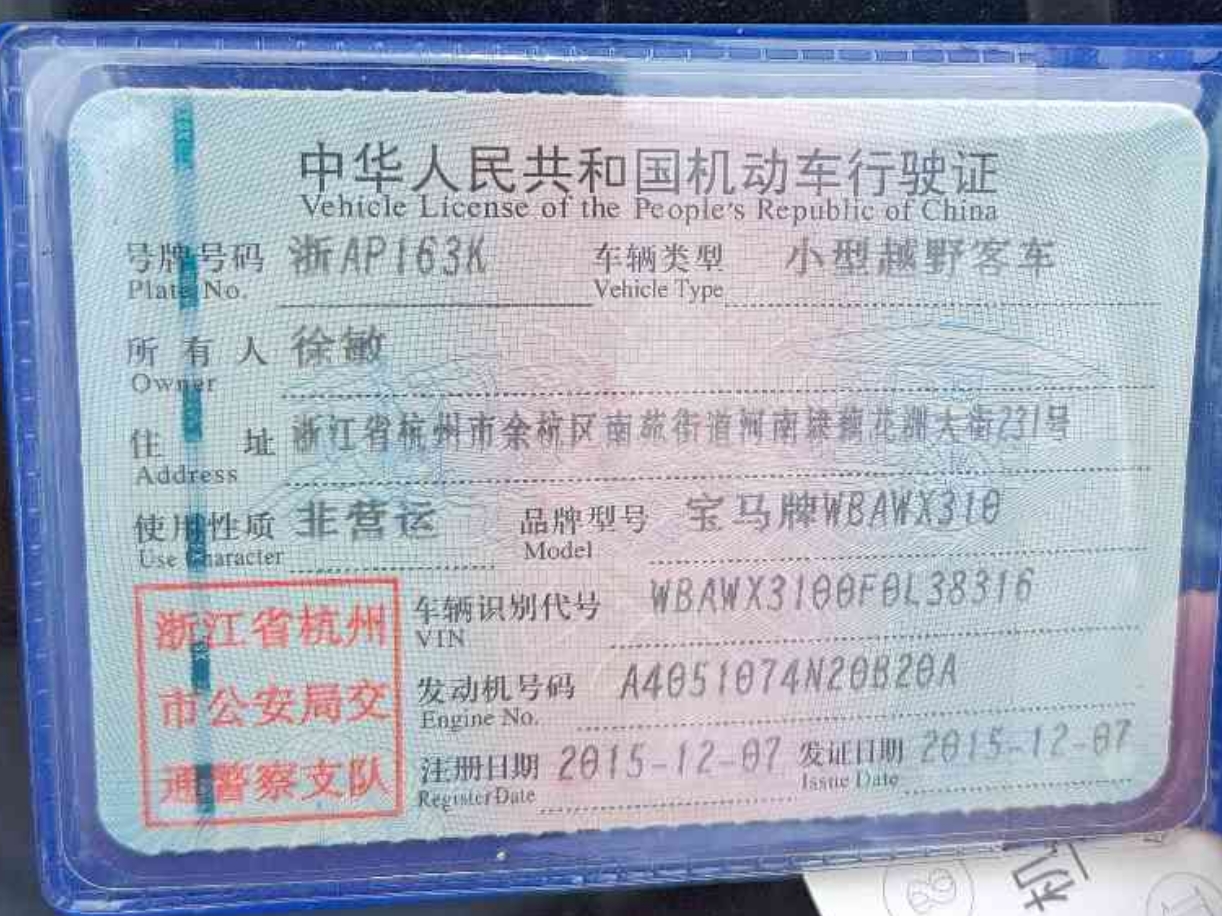 中华人民共和国机动车行驶证
Vehicle License of the People's Republic of China
号牌号码 浙AP163K 车辆类型 小型越野客车
Plate No. Vehicle Type
所有人 徐敏
Owner
住址 浙江省杭州市余杭区南苑街道河南埭 花洲大街231号
Address
使用性质 非营运 品牌型号 宝马牌WBAWX310
Use Character Model
浙江省杭州
市公安局交
通警察支队
车辆识别代号 WBAWX3100F0L38316
VIN
发动机号码 A4051074N20B20A
Engine No.
注册日期 2015-12-07 发证日期 2015-12-07
Register Date Issue Date
机